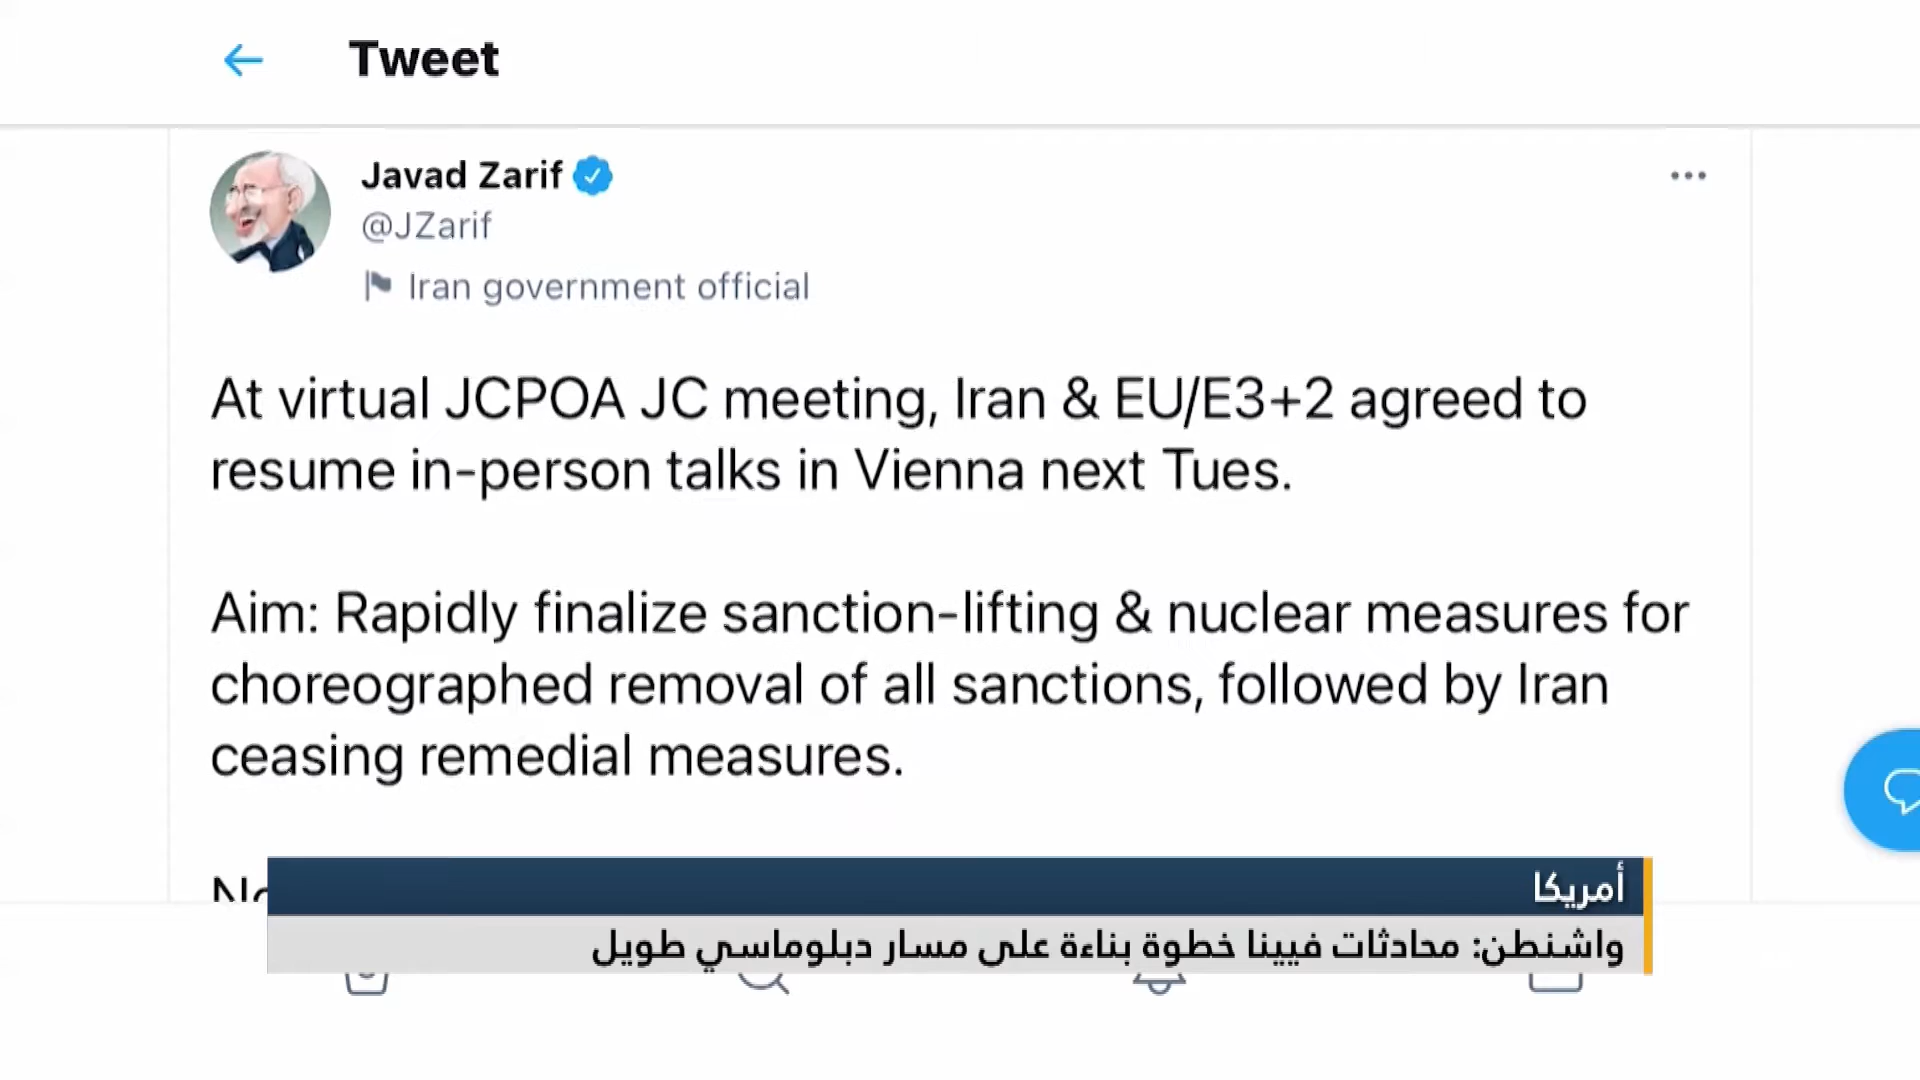 Tweet
Javad Zarif
@JZarif
Iran government official
At virtual JCPOA JC meeting, Iran & EU/E3+2 agreed to
resume in-person talks in Vienna next Tues.
Aim: Rapidly finalize sanction-lifting & nuclear measures for
choreographed removal of all sanctions, followed by Iran
ceasing remedial measures.
أمريكا
واشنطن: محادثات فيينا خطوة بناءة على مسار دبلوماسي طويل